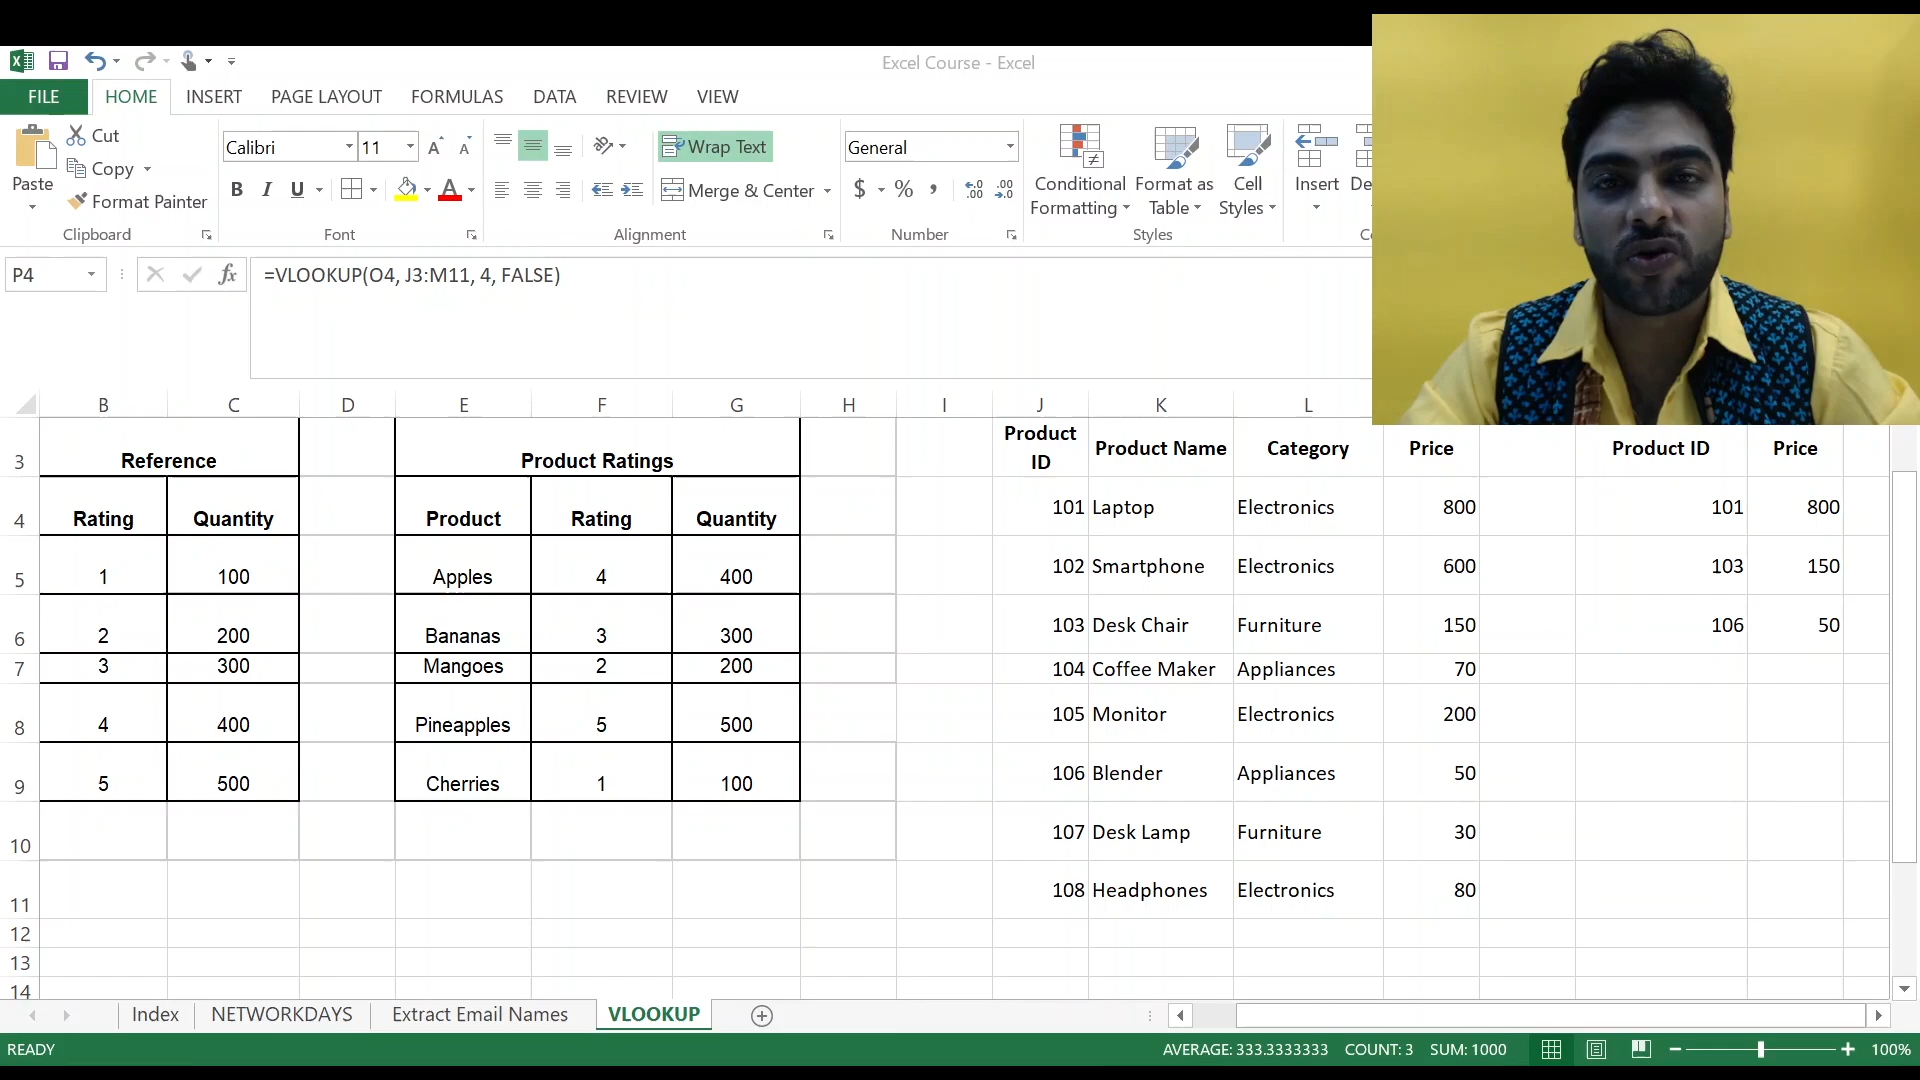 Excel Course - Excel
FILE HOME INSERT PAGE LAYOUT FORMULAS DATA REVIEW VIEW
Paste
Cut
Copy
Format Painter
Clipboard
Calibri 11
B I U
Font
Wrap Text
Merge & Center
Alignment
General
$ % ,
Number
Conditional Formatting
Format as Table
Cell Styles
Styles
Insert
De
C
P4 fx =VLOOKUP(O4, J3:M11, 4, FALSE)
B C D E F G H I J K L
3 Reference Product Ratings Product ID Product Name Category Price Product ID Price
4 Rating Quantity Product Rating Quantity 101 Laptop Electronics 800 101 800
5 1 100 Apples 4 400 102 Smartphone Electronics 600 103 150
6 2 200 Bananas 3 300 103 Desk Chair Furniture 150 106 50
7 3 300 Mangoes 2 200 104 Coffee Maker Appliances 70
8 4 400 Pineapples 5 500 105 Monitor Electronics 200
9 5 500 Cherries 1 100 106 Blender Appliances 50
10 107 Desk Lamp Furniture 30
11 108 Headphones Electronics 80
12
13
14
Index NETWORKDAYS Extract Email Names VLOOKUP
READY AVERAGE: 333.3333333 COUNT: 3 SUM: 1000 100%